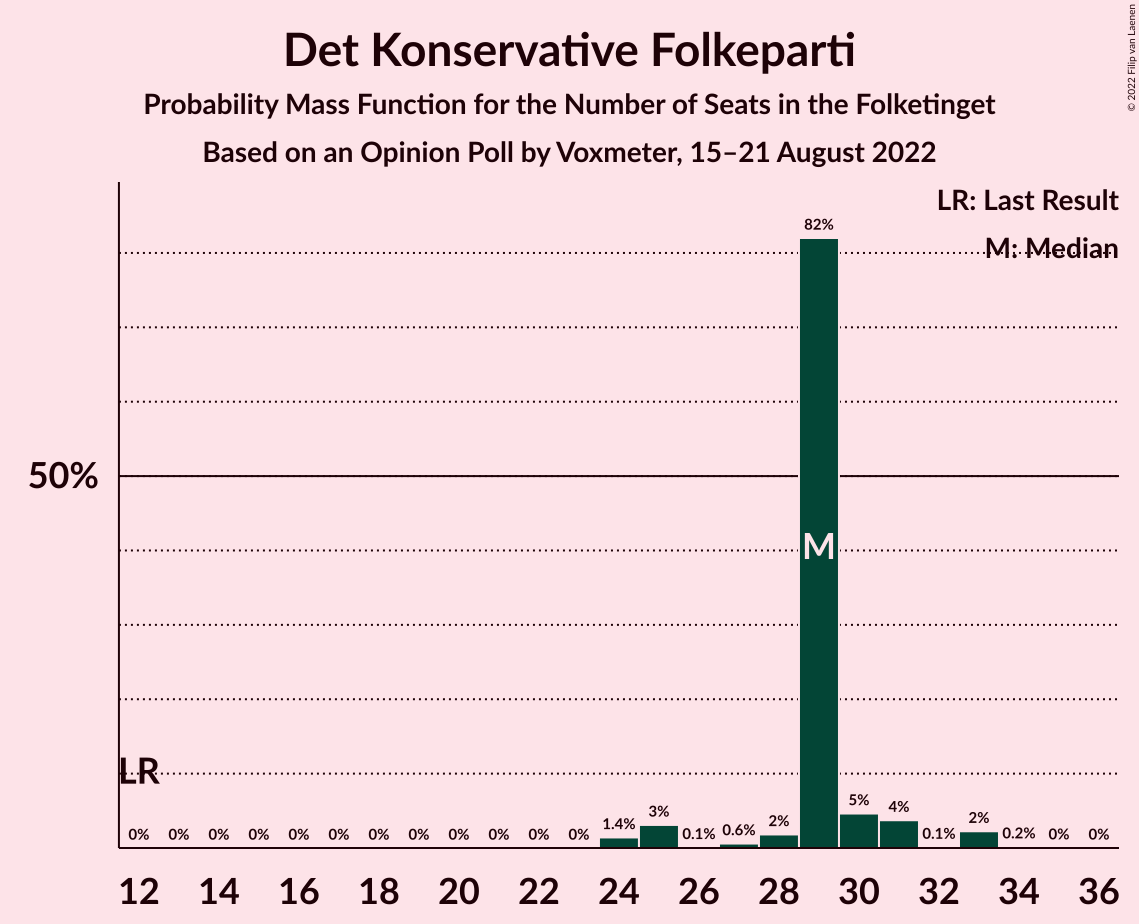 Det Konservative Folkeparti
Probability Mass Function for the Number of Seats in the Folketinget
Based on an Opinion Poll by Voxmeter, 15–21 August 2022
© 2022 Filip van Laenen
LR: Last Result
M: Median
82%
50%
M
LR
0% 0% 0% 0% 0% 0% 0% 0% 0% 0% 0% 0% 1.4% 3% 0.1% 0.6% 2% 5% 4% 0.1% 2% 0.2% 0% 0%
12 14 16 18 20 22 24 26 28 30 32 34 36